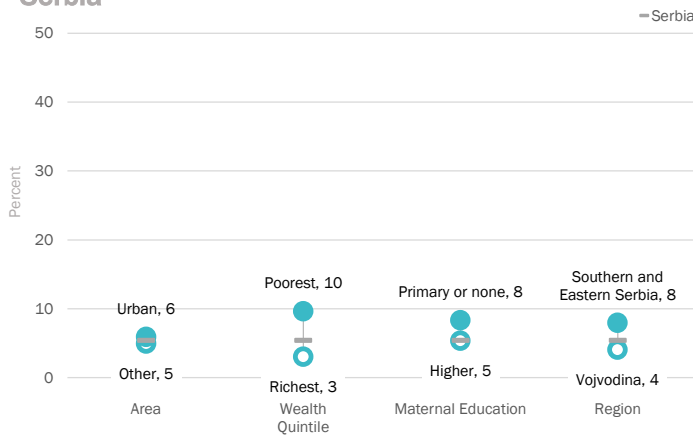 Serbia
Serbia
50
40
30
20
10
0
Percent
Urban, 6
Other, 5
Poorest, 10
Richest, 3
Primary or none, 8
Higher, 5
Southern and
Eastern Serbia, 8
Vojvodina, 4
Area
Wealth
Quintile
Maternal Education
Region